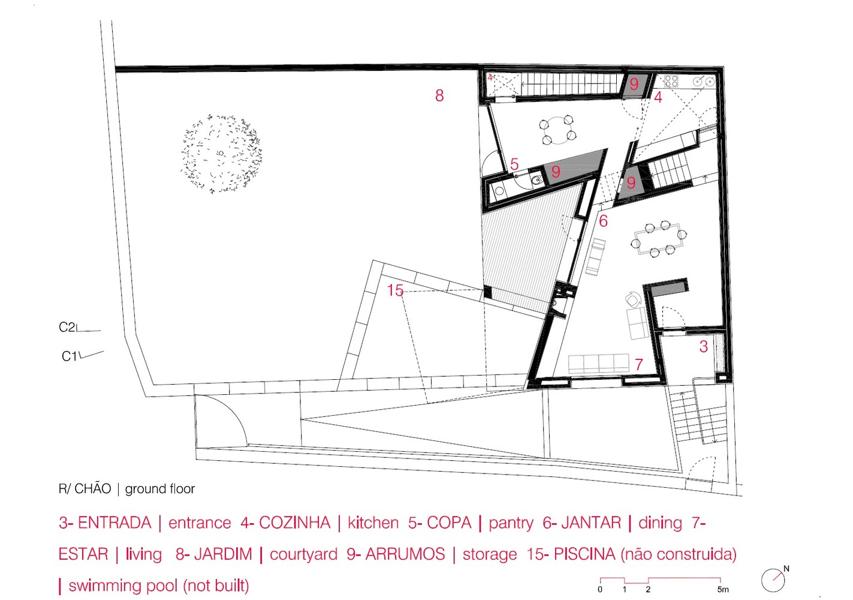 9
4
8
4
5
9
9
6
15
C2
C1
3
7
R/ CHÃO | ground floor
3- ENTRADA | entrance 4- COZINHA | kitchen 5- COPA | pantry 6- JANTAR | dining 7-
ESTAR | living 8- JARDIM | courtyard 9- ARRUMOS | storage 15- PISCINA (não construida)
| swimming pool (not built)
0 1 2 5m
N